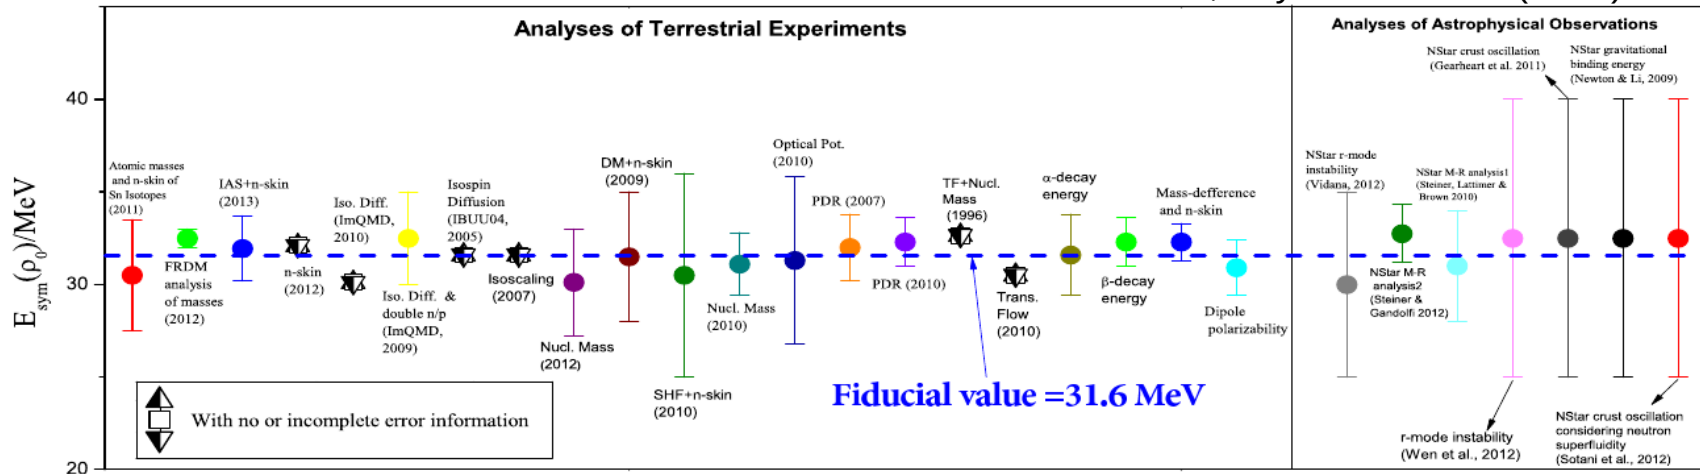 Analyses of Terrestrial Experiments
Analyses of Astrophysical Observations
E_sym(ρ_0)/MeV
40
30
20
Atomic masses
and n-skin of
Sn Isotopes
(2011)
FRDM
analysis
of masses
(2012)
IAS+n-skin
(2013)
n-skin
(2012)
Iso. Diff.
(ImQMD,
2010)
Iso. Diff. &
double n/p
(ImQMD,
2009)
Isospin
Diffusion
(IBUU04,
2005)
Isoscaling
(2007)
Nucl. Mass
(2012)
DM+n-skin
(2009)
SHF+n-skin
(2010)
Nucl. Mass
(2010)
Optical Pot.
(2010)
PDR (2007)
PDR (2010)
TF+Nucl.
Mass
(1996)
Trans.
Flow
(2010)
α-decay
energy
β-decay
energy
Mass-defference
and n-skin
Dipole
polarizability
With no or incomplete error information
Fiducial value =31.6 MeV
NStar r-mode
instability
(Vidana, 2012)
NStar M-R
analysis2
(Steiner &
Gandolfi 2012)
NStar M-R analysis1
(Steiner, Lattimer &
Brown 2010)
NStar crust oscillation
(Gearheart et al. 2011)
NStar gravitational
binding energy
(Newton & Li, 2009)
r-mode instability
(Wen et al., 2012)
NStar crust oscillation
considering neutron
superfluidity
(Sotani et al., 2012)